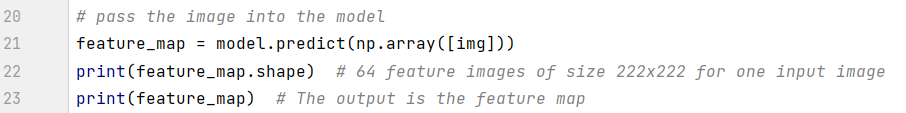 20 # pass the image into the model
21 feature_map = model.predict(np.array([img]))
22 print(feature_map.shape)  # 64 feature images of size 222x222 for one input image
23 print(feature_map)  # The output is the feature map